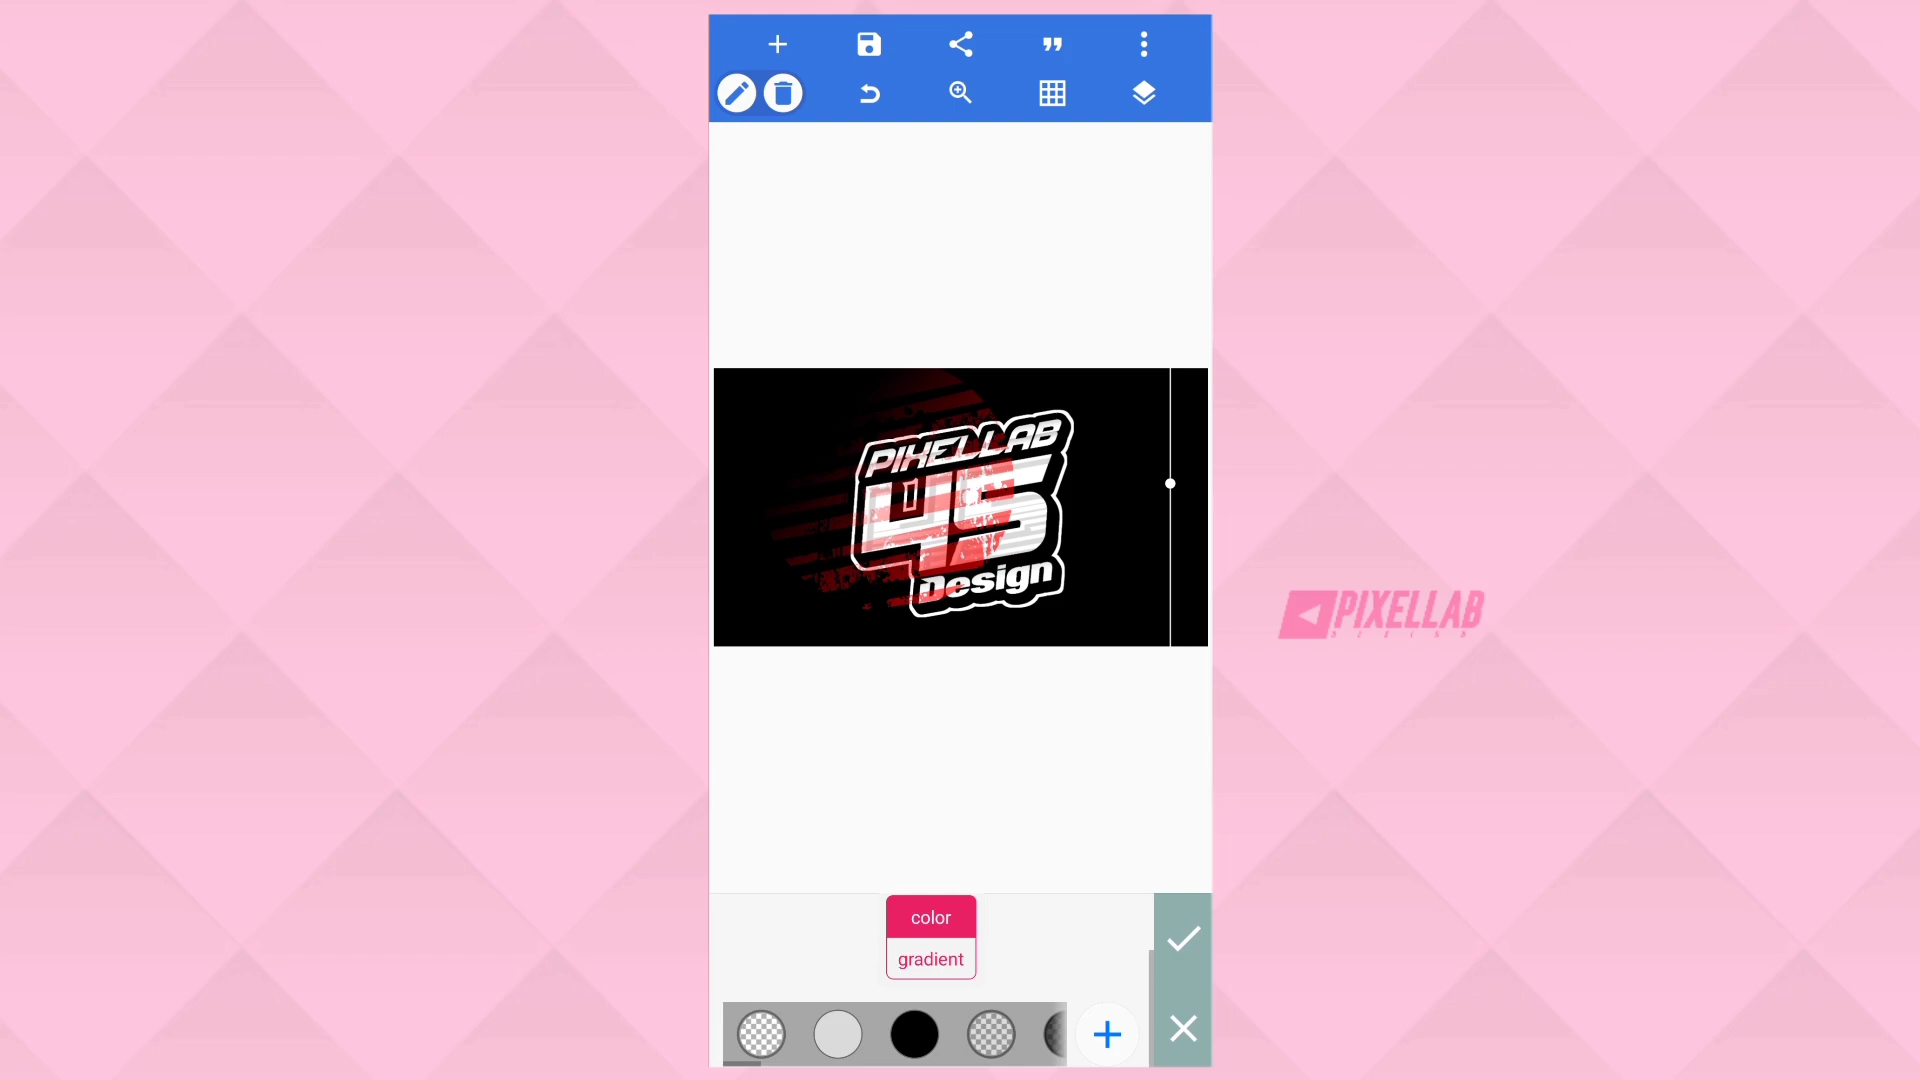 PIXELLAB
45
Design
PIXELLAB
color
gradient